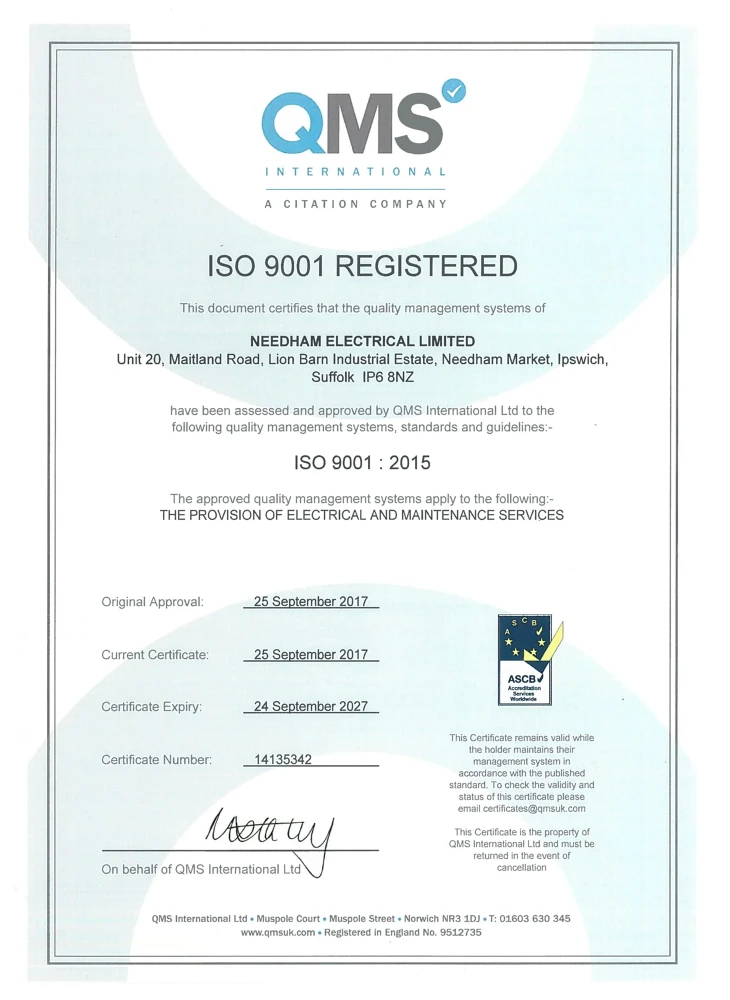 QMS
INTERNATIONAL
A CITATION COMPANY
ISO 9001 REGISTERED
This document certifies that the quality management systems of
NEEDHAM ELECTRICAL LIMITED
Unit 20, Maitland Road, Lion Barn Industrial Estate, Needham Market, Ipswich,
Suffolk IP6 8NZ
have been assessed and approved by QMS International Ltd to the
following quality management systems, standards and guidelines:-
ISO 9001 : 2015
The approved quality management systems apply to the following:-
THE PROVISION OF ELECTRICAL AND MAINTENANCE SERVICES
Original Approval: 25 September 2017
Current Certificate: 25 September 2017
Certificate Expiry: 24 September 2027
Certificate Number: 14135342
On behalf of QMS International Ltd
A S C B
ASCB
Accreditation
Services
Worldwide
This Certificate remains valid while
the holder maintains their
management system in
accordance with the published
standard. To check the validity and
status of this certificate please
email certificates@qmsuk.com
This Certificate is the property of
QMS International Ltd and must be
returned in the event of
cancellation
QMS International Ltd • Muspole Court • Muspole Street • Norwich NR3 1DJ • T: 01603 630 345
www.qmsuk.com • Registered in England No. 9512735